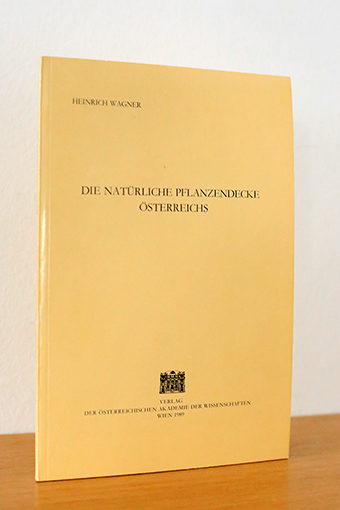 HEINRICH WAGNER
DIE NATÜRLICHE PFLANZENDECKE
ÖSTERREICHS
VERLAG
DER ÖSTERREICHISCHEN AKADEMIE DER WISSENSCHAFTEN
WIEN 1989